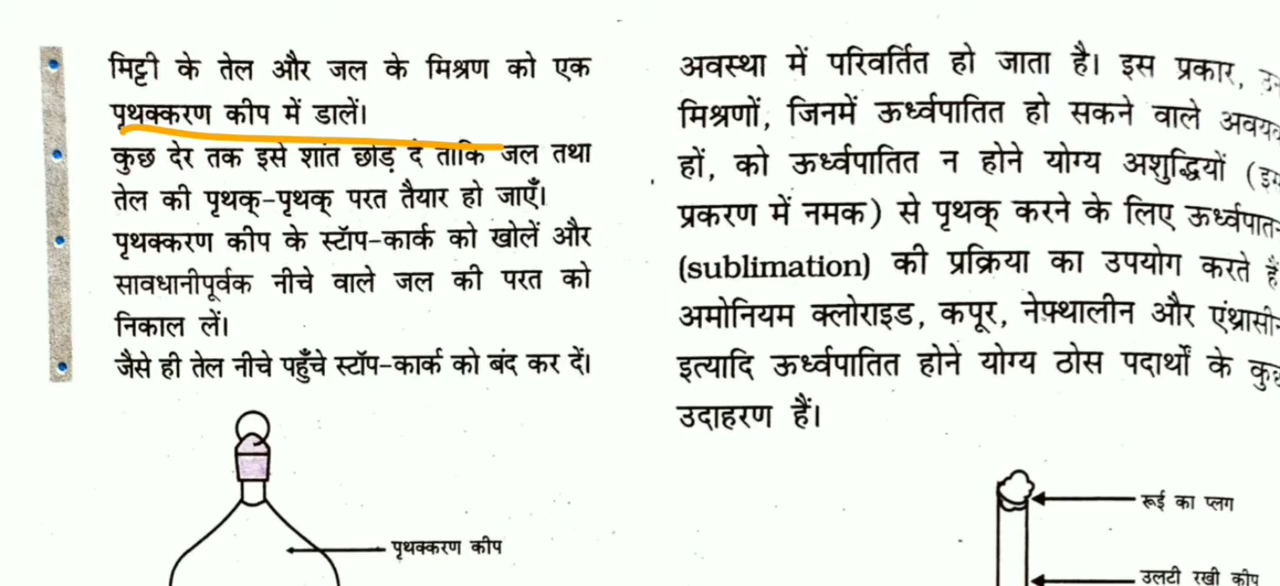 मिट्टी के तेल और जल के मिश्रण को एक
पृथक्करण कीप में डालें।
कुछ देर तक इसे शांत छोड़ दें ताकि जल तथा
तेल की पृथक्-पृथक् परत तैयार हो जाएँ।
पृथक्करण कीप के स्टॉप-कार्क को खोलें और
सावधानीपूर्वक नीचे वाले जल की परत को
निकाल लें।
जैसे ही तेल नीचे पहुँचे स्टॉप-कार्क को बंद कर दें।
पृथक्करण कीप
अवस्था में परिवर्तित हो जाता है। इस प्रकार,
मिश्रणों, जिनमें ऊर्ध्वपातित हो सकने वाले
हों, को ऊर्ध्वपातित न होने योग्य अशुद्धियों
प्रकरण में नमक) से पृथक् करने के लिए
(sublimation) की प्रक्रिया का उपयोग करते
अमोनियम क्लोराइड, कपूर, नेफ़्थालीन और
इत्यादि ऊर्ध्वपातित होने योग्य ठोस पदार्थों के
उदाहरण हैं।
रूई का प्लग
उलटी रखी कीप